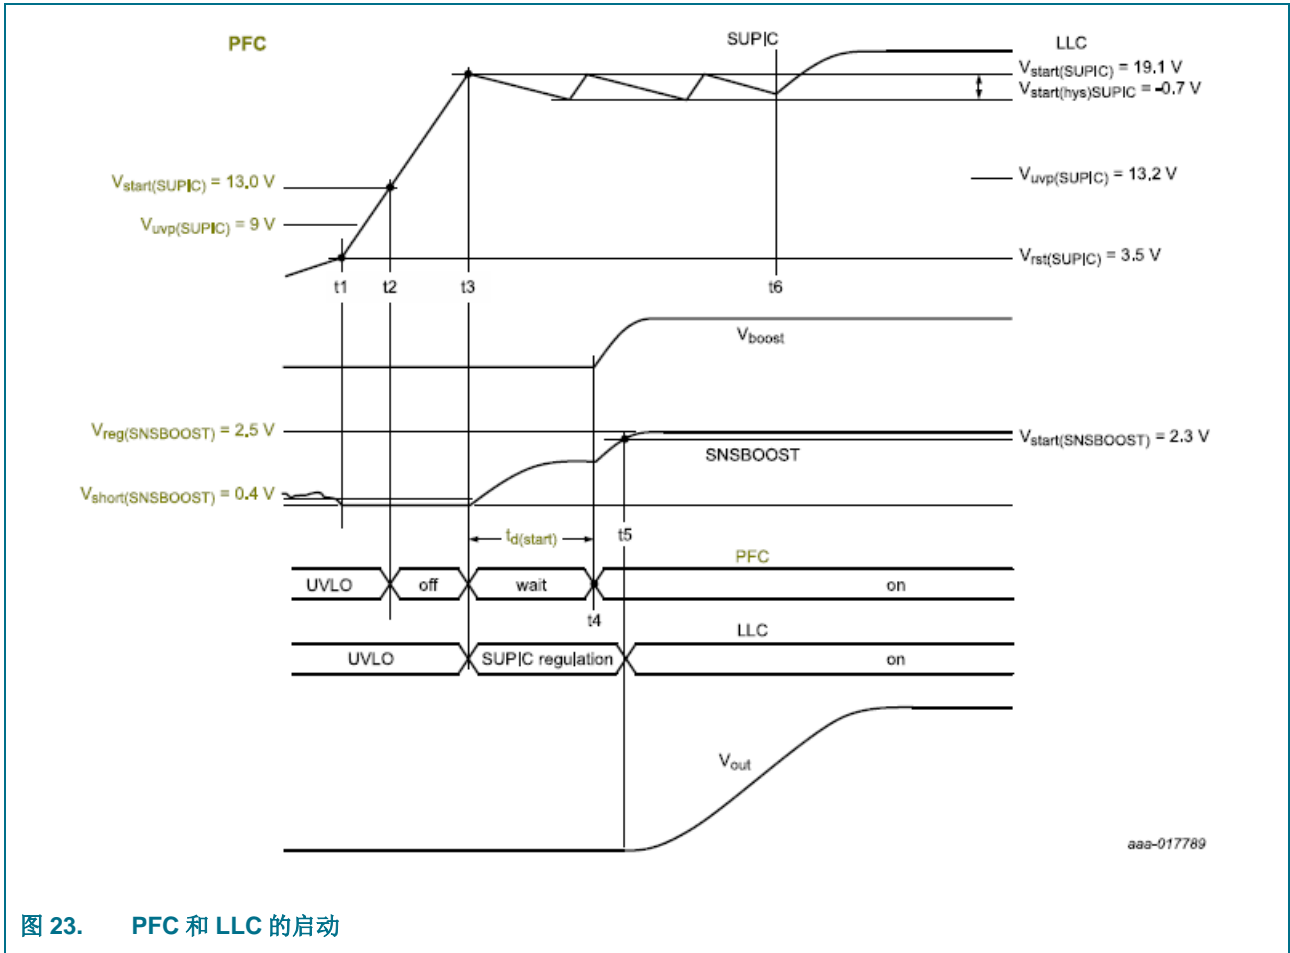 PFC
SUPIC
LLC
Vstart(SUPIC) = 19.1 V
Vstart(hys)SUPIC = -0.7 V
Vstart(SUPIC) = 13.0 V
Vuvp(SUPIC) = 13.2 V
Vuvp(SUPIC) = 9 V
Vrst(SUPIC) = 3.5 V
t1 t2 t3 t6
Vboost
Vreg(SNSBOOST) = 2.5 V
Vstart(SNSBOOST) = 2.3 V
SNSBOOST
Vshort(SNSBOOST) = 0.4 V
td(start)
t5
PFC
UVLO off wait on
t4
LLC
UVLO SUPIC regulation on
Vout
aaa-017789
图 23. PFC 和 LLC 的启动